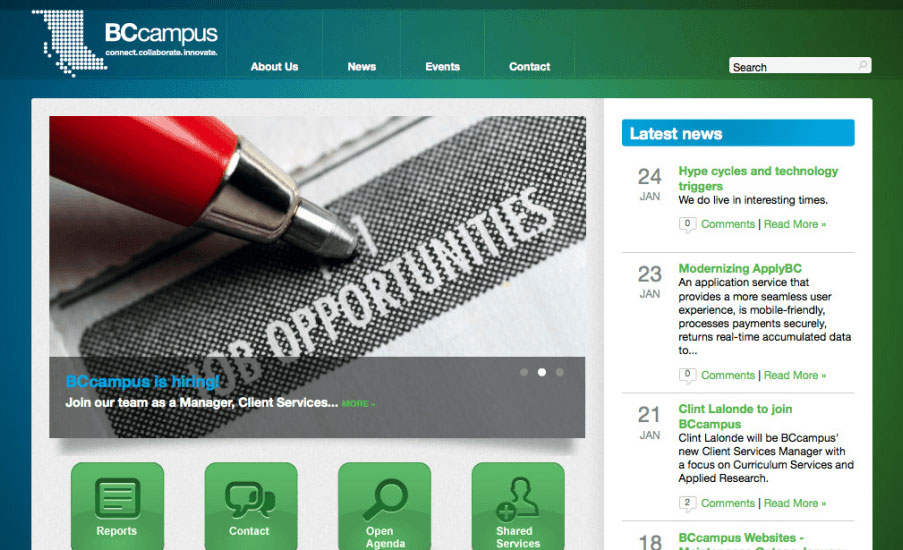 BCcampus
connect.collaborate.innovate.
About Us
News
Events
Contact
Search
JOB OPPORTUNITIES
BCcampus is hiring!
Join our team as a Manager, Client Services... MORE »
Reports
Contact
Open
Agenda
Shared
Services
Latest news
24
JAN
Hype cycles and technology
triggers
We do live in interesting times.
0 Comments | Read More »
23
JAN
Modernizing ApplyBC
An application service that
provides a more seamless user
experience, is mobile-friendly,
processes payments securely,
returns real-time accumulated data
to...
0 Comments | Read More »
21
JAN
Clint Lalonde to join
BCcampus
Clint Lalonde will be BCcampus'
new Client Services Manager with
a focus on Curriculum Services and
Applied Research.
2 Comments | Read More »
18
BCcampus Websites -